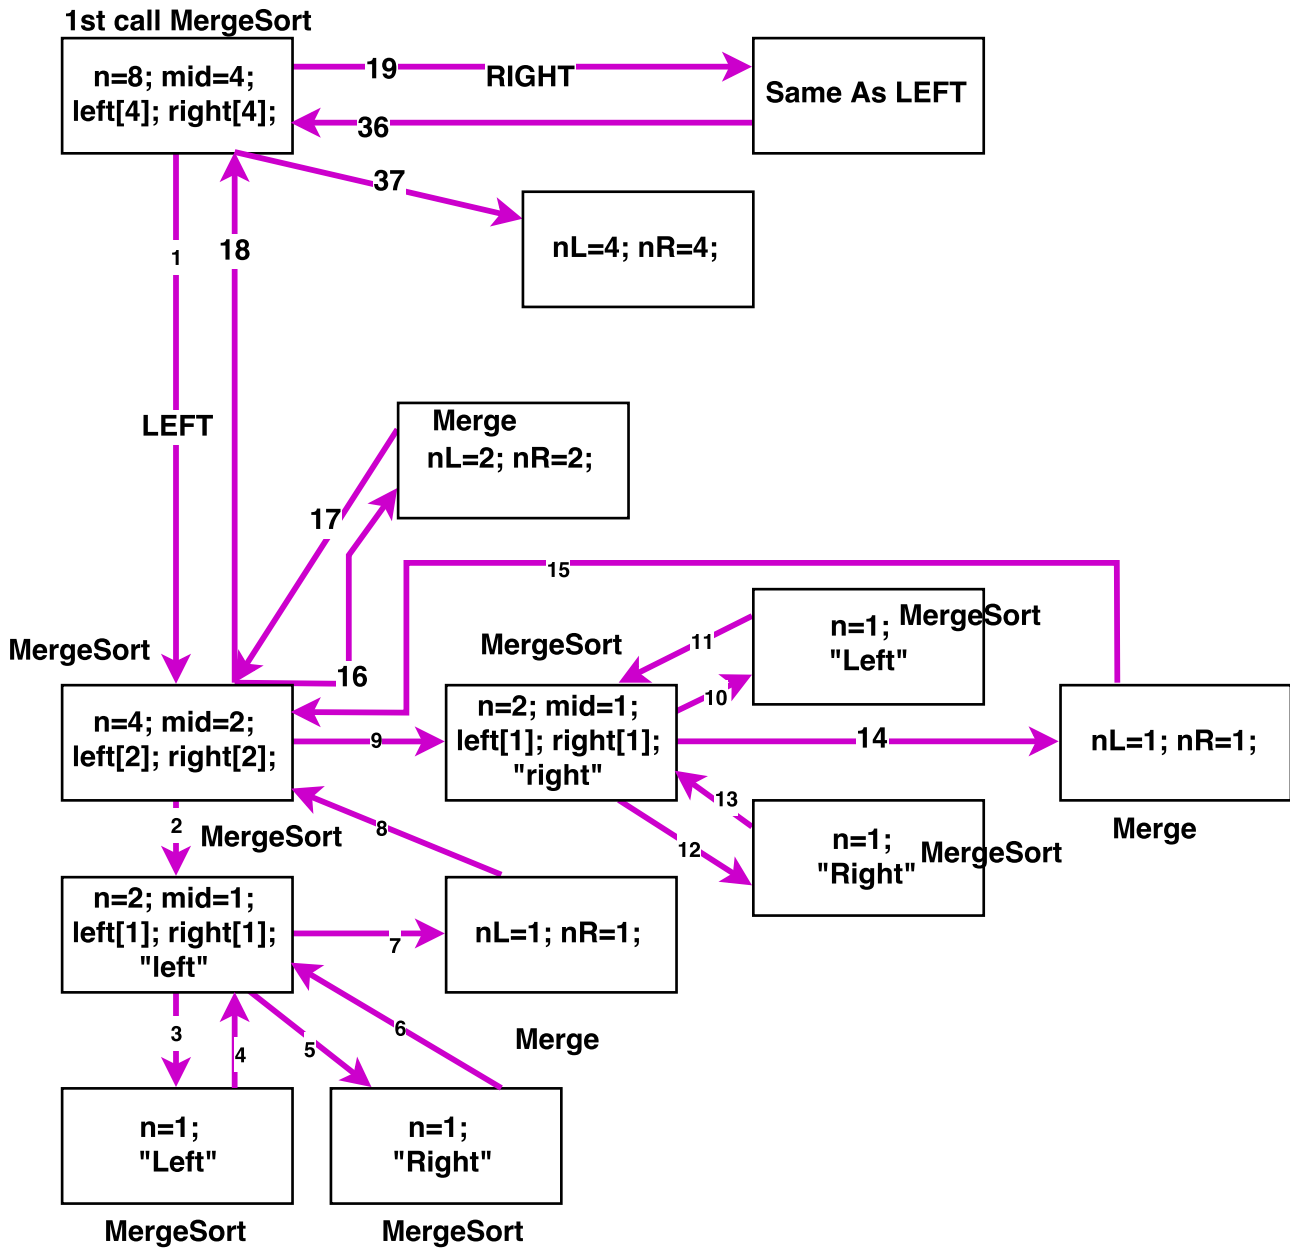 1st call MergeSort
n=8; mid=4;
left[4]; right[4];
19
RIGHT
36
Same As LEFT
37
nL=4; nR=4;
1
18
LEFT
Merge
nL=2; nR=2;
17
16
15
MergeSort
n=4; mid=2;
left[2]; right[2];
9
MergeSort
n=2; mid=1;
left[1]; right[1];
"right"
11
10
n=1;
"Left"
MergeSort
14
nL=1; nR=1;
Merge
13
12
n=1;
"Right"
MergeSort
2
MergeSort
8
n=2; mid=1;
left[1]; right[1];
"left"
7
nL=1; nR=1;
Merge
3
4
5
6
n=1;
"Left"
MergeSort
n=1;
"Right"
MergeSort